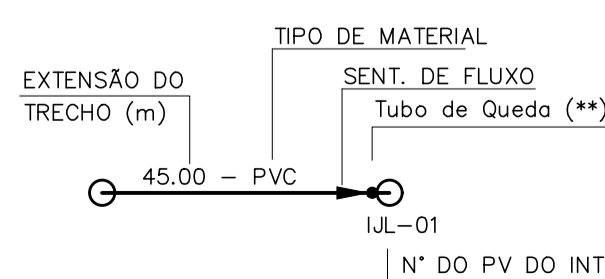 TIPO DE MATERIAL
EXTENSÃO DO
TRECHO (m)
SENT. DE FLUXO
Tubo de Queda (**)
45.00 – PVC
IJL–01
N° DO PV DO INT